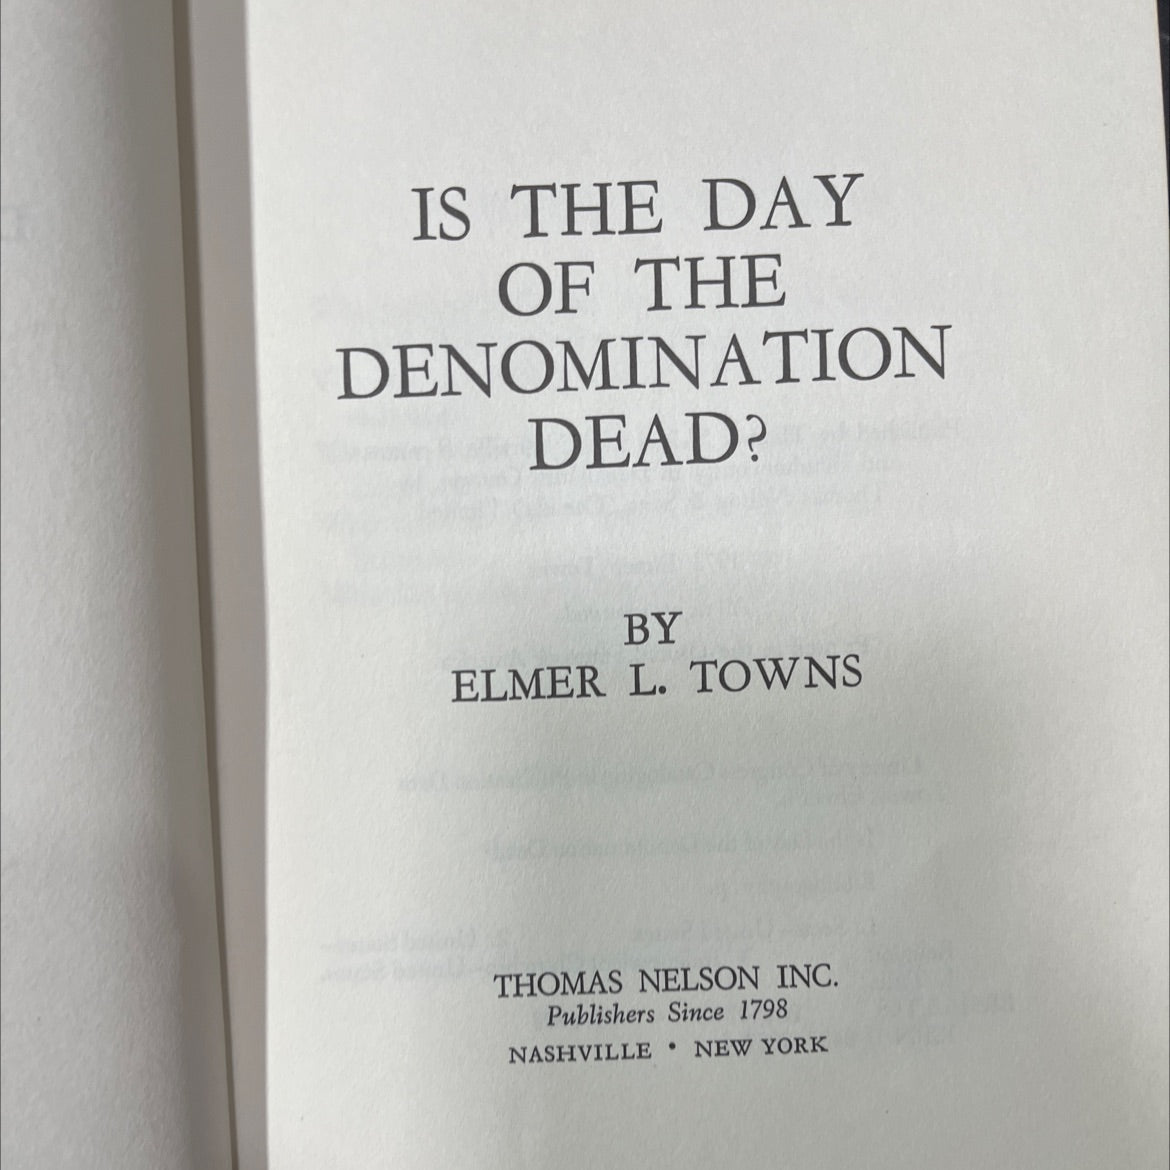 IS THE DAY
OF THE
DENOMINATION
DEAD?
BY
ELMER L. TOWNS
THOMAS NELSON INC.
Publishers Since 1798
NASHVILLE • NEW YORK